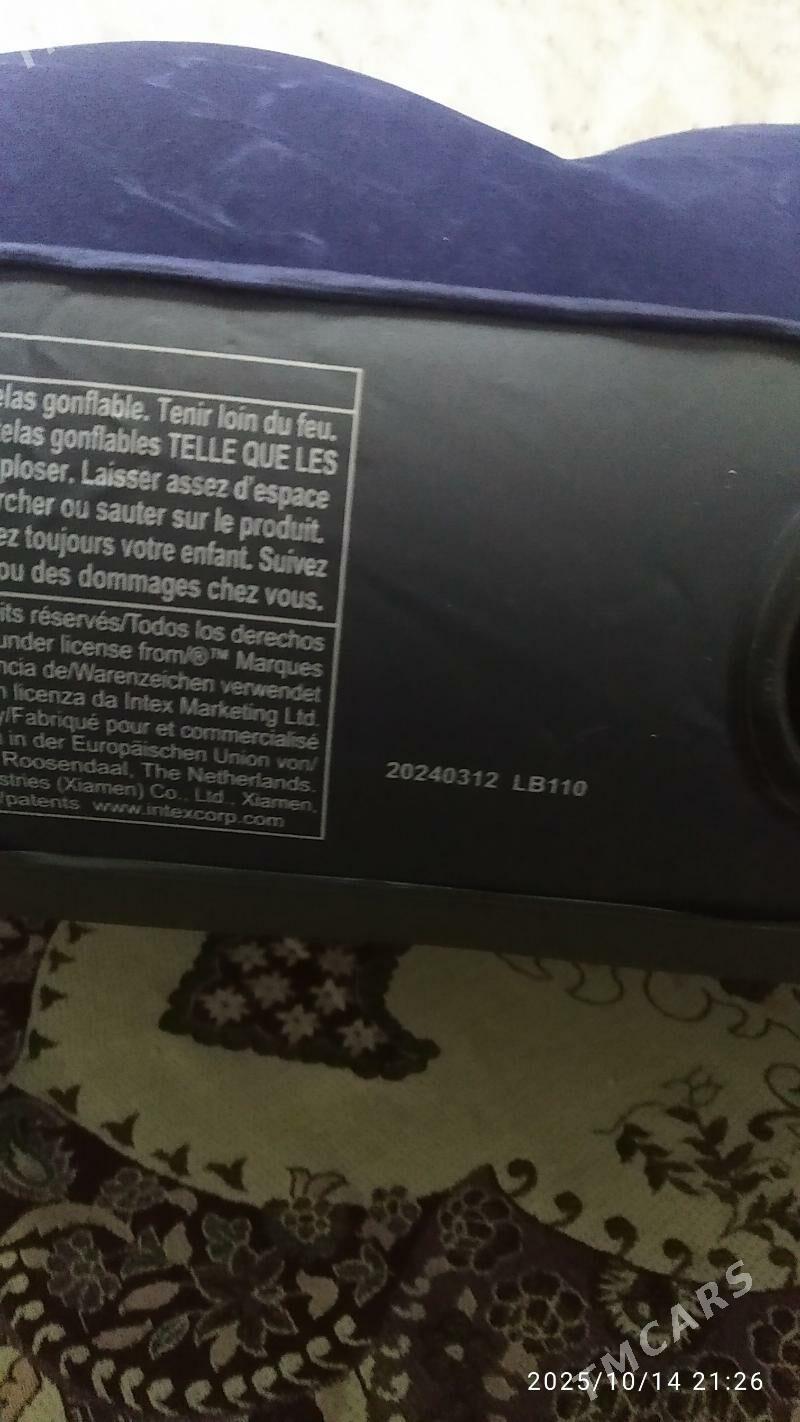 elas gonflable. Tenir loin du feu.
elas gonflables TELLE QUE LES
ploser. Laisser assez d'espace
rcher ou sauter sur le produit.
ez toujours votre enfant. Suivez
ou des dommages chez vous.
its réservés/Todos los derechos
under license from/®™ Marques
ncia de/Warenzeichen verwendet
n licenza da Intex Marketing Ltd.
y/Fabriqué pour et commercialisé
in der Europäischen Union von/
Roosendaal, The Netherlands.
stries (Xiamen) Co., Ltd., Xiamen,
/patents www.intexcorp.com
20240312 LB110
TMCARS
2025/10/14 21:26